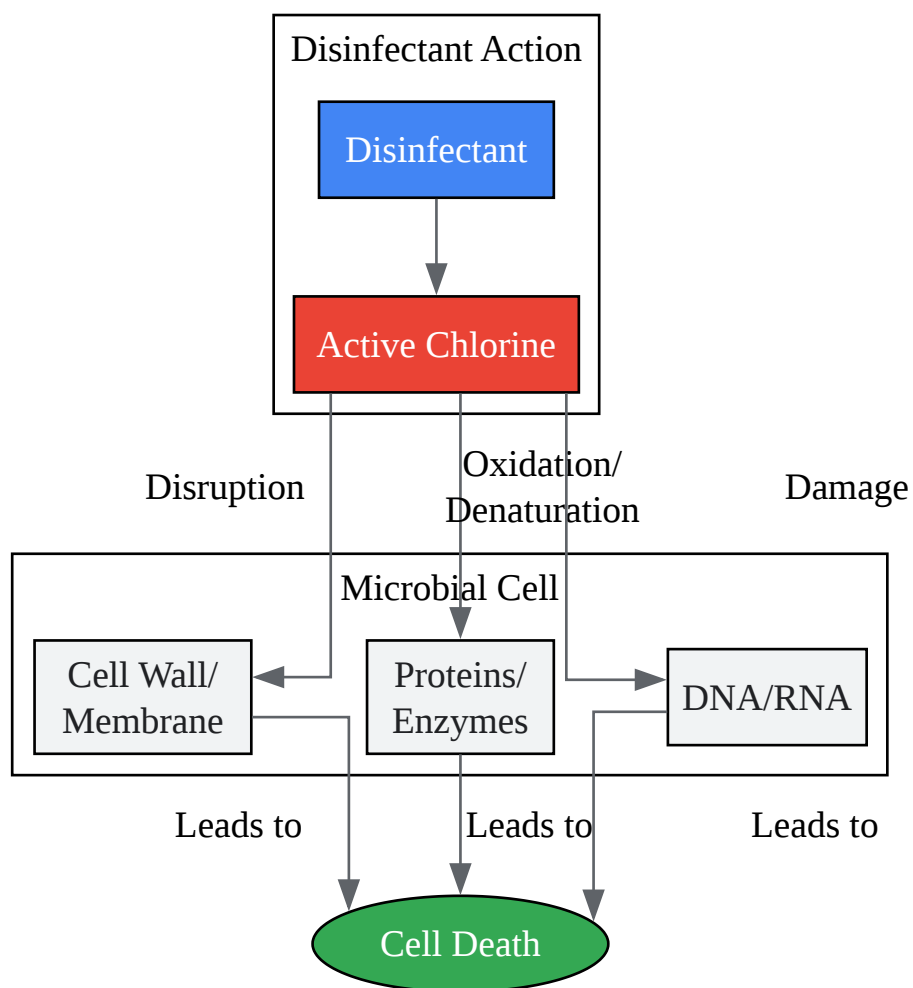 Disinfectant Action
Disinfectant
Active Chlorine
Disruption
Oxidation/
Denaturation
Damage
Microbial Cell
Cell Wall/
Membrane
Proteins/
Enzymes
DNA/RNA
Leads to
Leads to
Leads to
Cell Death